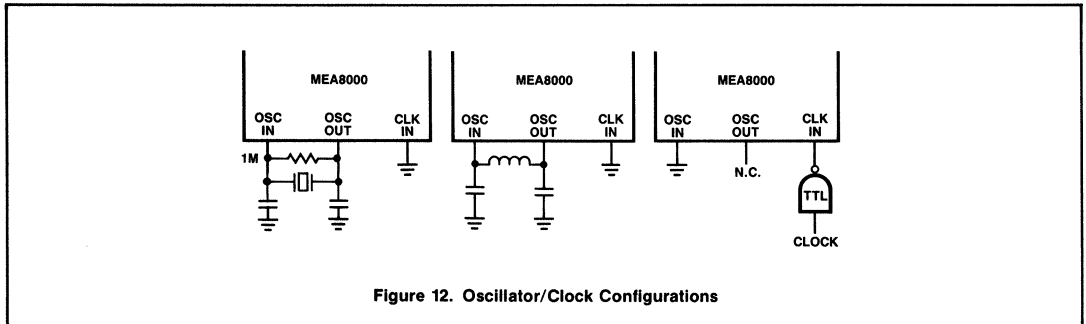 MEA8000
OSC IN
OSC OUT
CLK IN
1M
MEA8000
OSC IN
OSC OUT
CLK IN
MEA8000
OSC IN
OSC OUT
CLK IN
N.C.
TTL
CLOCK
Figure 12. Oscillator/Clock Configurations